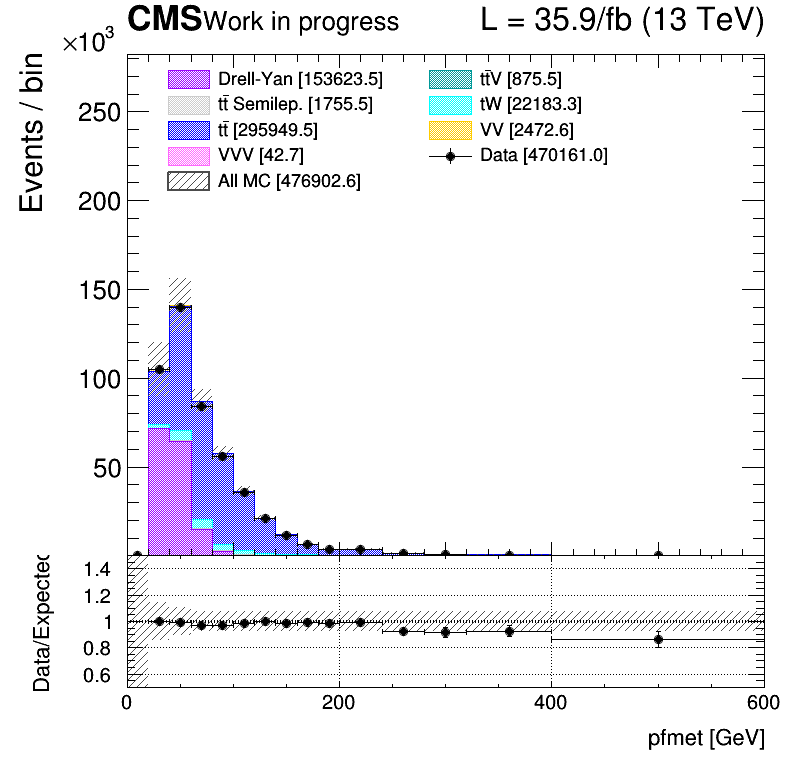 CMS Work in progress L = 35.9/fb (13 TeV)
×10³
Events / bin
250
200
150
100
50
Drell-Yan [153623.5]
tt̄ Semilep. [1755.5]
tt̄ [295949.5]
VVV [42.7]
All MC [476902.6]
tt̄V [875.5]
tW [22183.3]
VV [2472.6]
Data [470161.0]
Data/Expected
1.4
1.2
1
0.8
0.6
0 200 400 600
pfmet [GeV]